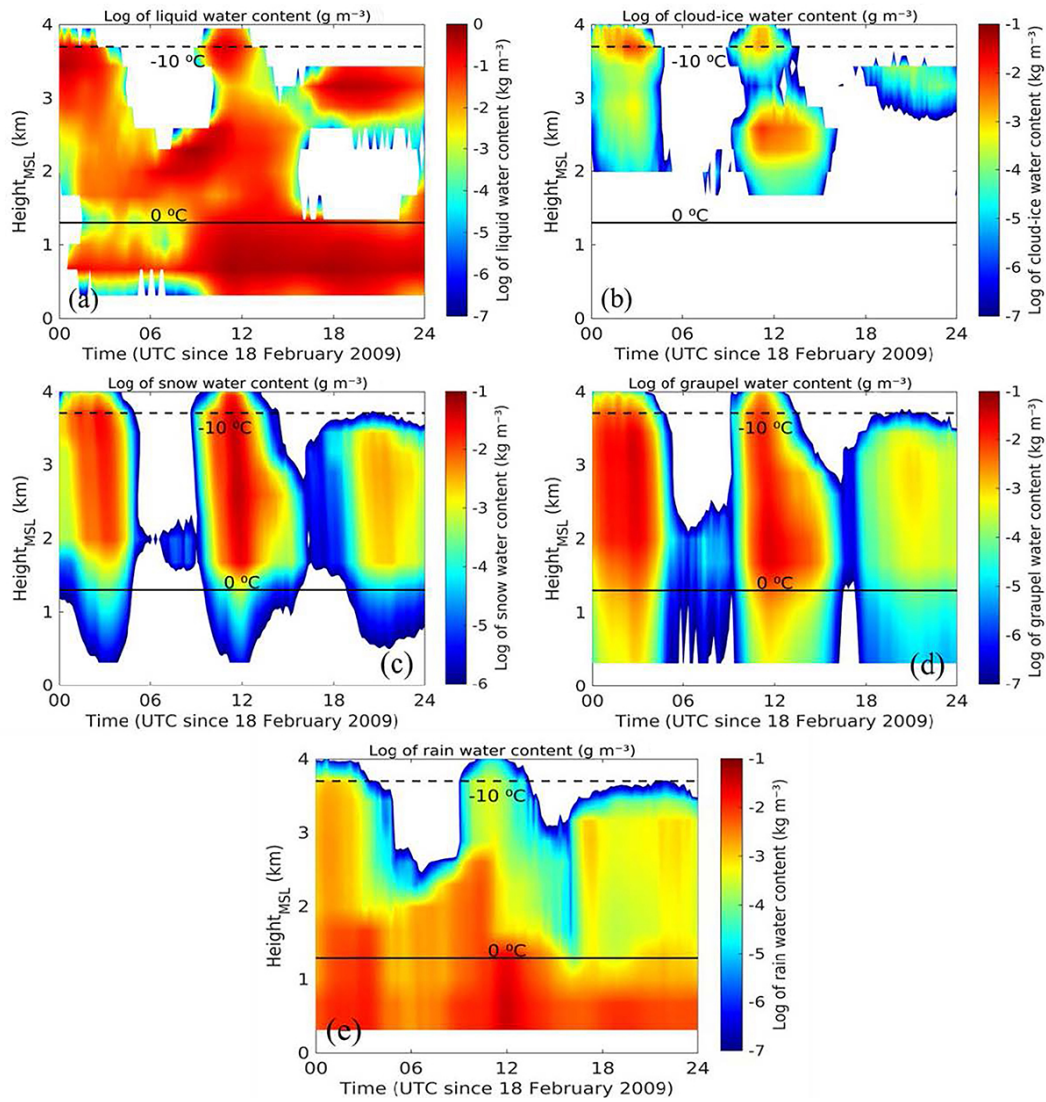 Log of liquid water content (g m⁻³)
4
3
2
1
0
Height_MSL (km)
-10 ºC
0 ºC
(a)
00 06 12 18 24
Time (UTC since 18 February 2009)
0
-1
-2
-3
-4
-5
-6
-7
Log of liquid water content (kg m⁻³)
Log of cloud-ice water content (g m⁻³)
4
3
2
1
0
Height_MSL (km)
-10 ºC
0 ºC
(b)
00 06 12 18 24
Time (UTC since 18 February 2009)
-1
-2
-3
-4
-5
-6
-7
Log of cloud-ice water content (kg m⁻³)
Log of snow water content (g m⁻³)
4
3
2
1
0
Height_MSL (km)
-10 ºC
0 ºC
(c)
00 06 12 18 24
Time (UTC since 18 February 2009)
-1
-2
-3
-4
-5
-6
Log of snow water content (kg m⁻³)
Log of graupel water content (g m⁻³)
4
3
2
1
0
Height_MSL (km)
-10 ºC
0 ºC
(d)
00 06 12 18 24
Time (UTC since 18 February 2009)
-1
-2
-3
-4
-5
-6
-7
Log of graupel water content (kg m⁻³)
Log of rain water content (g m⁻³)
4
3
2
1
0
Height_MSL (km)
-10 ºC
0 ºC
(e)
00 06 12 18 24
Time (UTC since 18 February 2009)
-1
-2
-3
-4
-5
-6
-7
Log of rain water content (kg m⁻³)